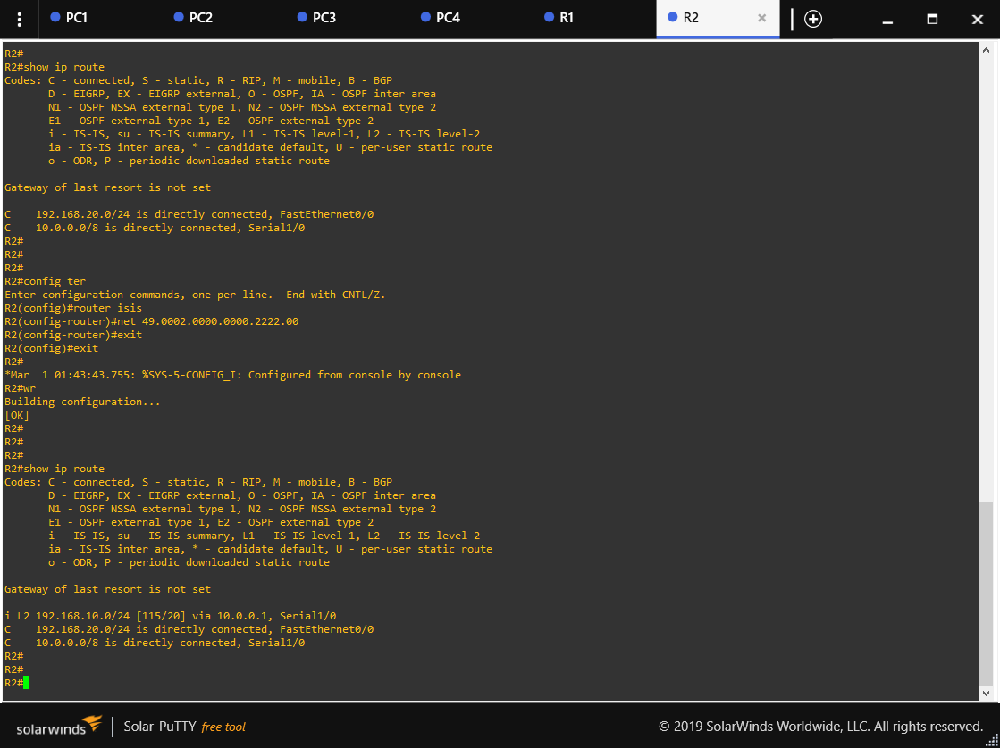 PC1 PC2 PC3 PC4 R1 R2
R2#
R2#show ip route
Codes: C - connected, S - static, R - RIP, M - mobile, B - BGP
       D - EIGRP, EX - EIGRP external, O - OSPF, IA - OSPF inter area
       N1 - OSPF NSSA external type 1, N2 - OSPF NSSA external type 2
       E1 - OSPF external type 1, E2 - OSPF external type 2
       i - IS-IS, su - IS-IS summary, L1 - IS-IS level-1, L2 - IS-IS level-2
       ia - IS-IS inter area, * - candidate default, U - per-user static route
       o - ODR, P - periodic downloaded static route
Gateway of last resort is not set
C    192.168.20.0/24 is directly connected, FastEthernet0/0
C    10.0.0.0/8 is directly connected, Serial1/0
R2#
R2#
R2#
R2#config ter
Enter configuration commands, one per line.  End with CNTL/Z.
R2(config)#router isis
R2(config-router)#net 49.0002.0000.0000.2222.00
R2(config-router)#exit
R2(config)#exit
R2#
*Mar  1 01:43:43.755: %SYS-5-CONFIG_I: Configured from console by console
R2#wr
Building configuration...
[OK]
R2#
R2#
R2#
R2#show ip route
Codes: C - connected, S - static, R - RIP, M - mobile, B - BGP
       D - EIGRP, EX - EIGRP external, O - OSPF, IA - OSPF inter area
       N1 - OSPF NSSA external type 1, N2 - OSPF NSSA external type 2
       E1 - OSPF external type 1, E2 - OSPF external type 2
       i - IS-IS, su - IS-IS summary, L1 - IS-IS level-1, L2 - IS-IS level-2
       ia - IS-IS inter area, * - candidate default, U - per-user static route
       o - ODR, P - periodic downloaded static route
Gateway of last resort is not set
i L2 192.168.10.0/24 [115/20] via 10.0.0.1, Serial1/0
C    192.168.20.0/24 is directly connected, FastEthernet0/0
C    10.0.0.0/8 is directly connected, Serial1/0
R2#
R2#
R2#
solarwinds Solar-PuTTY free tool © 2019 SolarWinds Worldwide, LLC. All rights reserved.